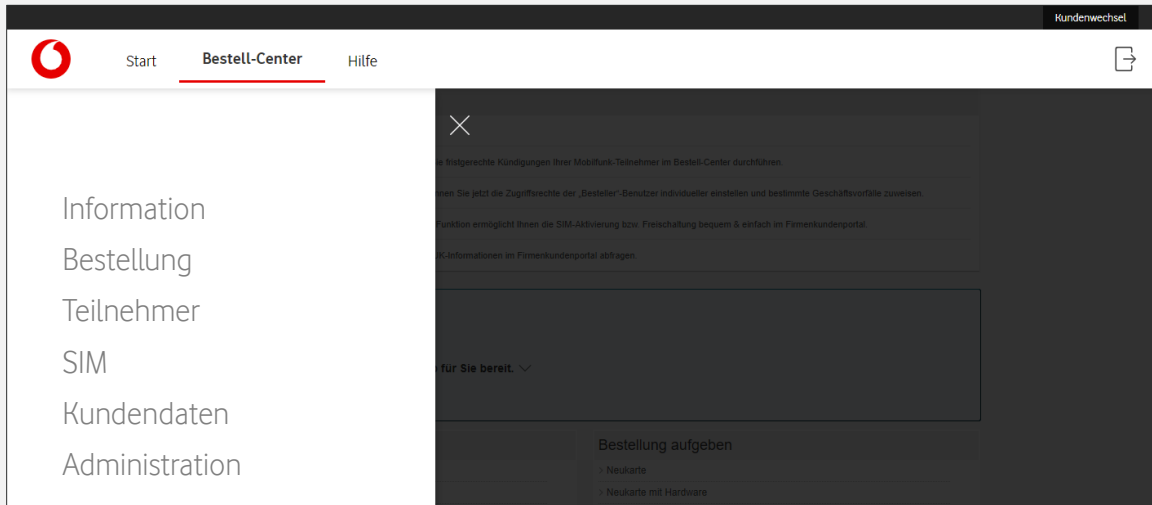 Kundenwechsel
Start
Bestell-Center
Hilfe
Information
Bestellung
Teilnehmer
SIM
Kundendaten
Administration
fristgerechte Kündigungen Ihrer Mobilfunk-Teilnehmer im Bestell-Center durchführen.
Sie jetzt die Zugriffsrechte der „Besteller"-Benutzer individueller einstellen und bestimmte Geschäftsvorfälle zuweisen.
Funktion ermöglicht Ihnen die SIM-Aktivierung bzw. Freischaltung bequem & einfach im Firmenkundenportal.
K-Informationen im Firmenkundenportal abfragen.
für Sie bereit.
Bestellung aufgeben
› Neukarte
› Neukarte mit Hardware